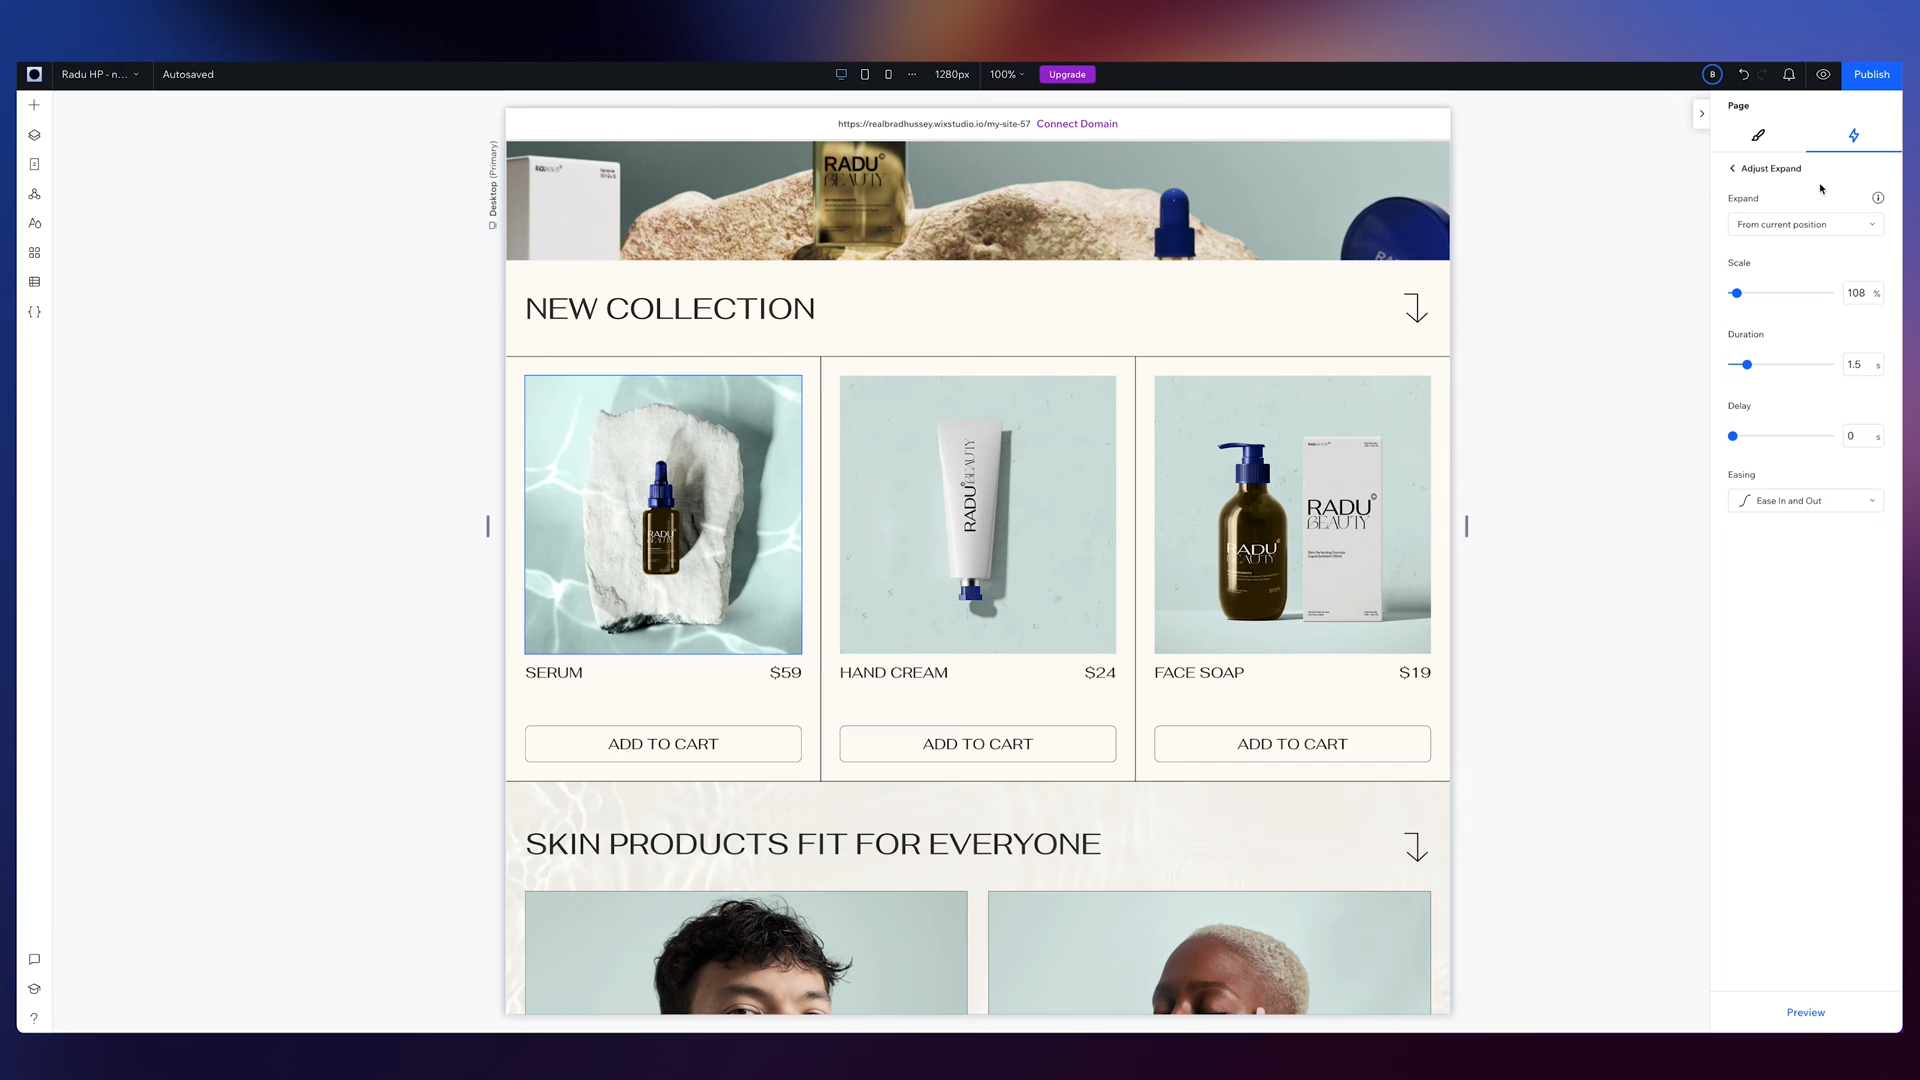 Radu HP - n...
Autosaved
1280px
100%
Upgrade
B
Publish
https://realbradhussey.wixstudio.io/my-site-57 Connect Domain
Desktop (Primary)
RADU
BEAUTY
NEW COLLECTION
RADU
RADU BEAUTY
RADU
BEAUTY
RADU
BEAUTY
SERUM $59
HAND CREAM $24
FACE SOAP $19
ADD TO CART
ADD TO CART
ADD TO CART
SKIN PRODUCTS FIT FOR EVERYONE
Page
Adjust Expand
Expand
From current position
Scale
108 %
Duration
1.5 s
Delay
0 s
Easing
Ease In and Out
Preview